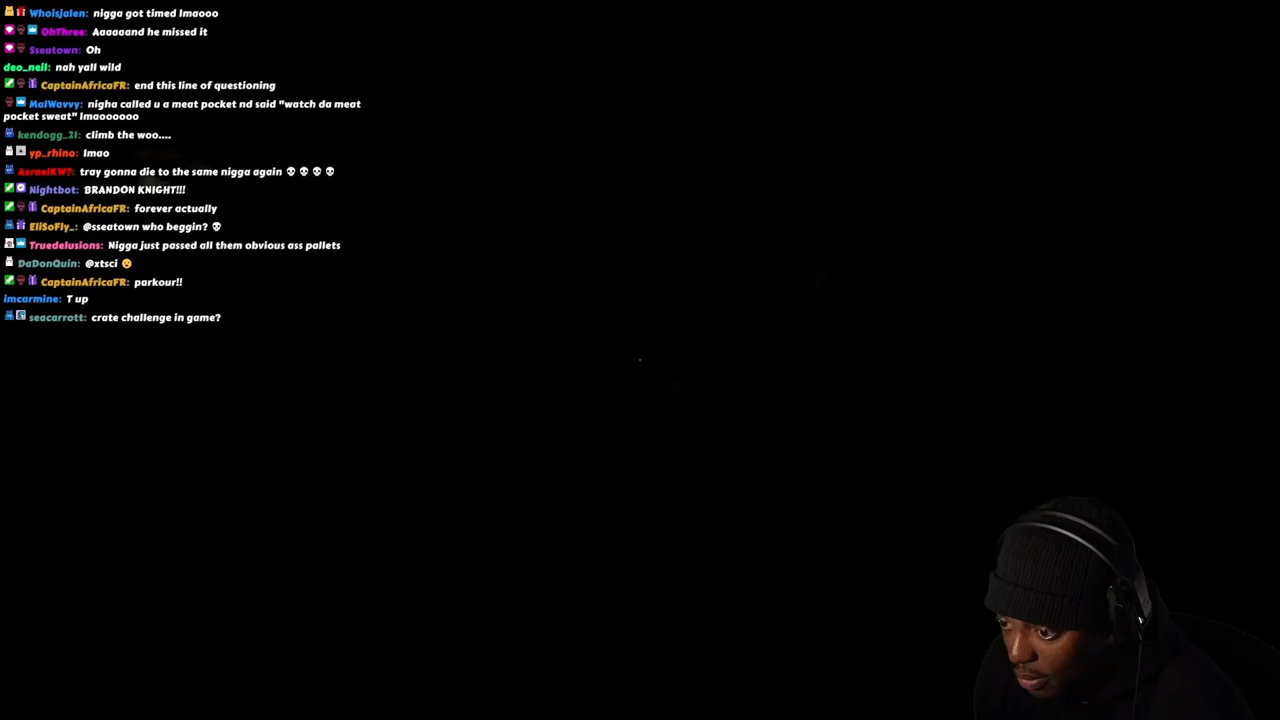 Whoisjalen: nigga got timed lmaooo
OhThree: Aaaaaand he missed it
Sseatown: Oh
deo_neil: nah yall wild
CaptainAfricaFR: end this line of questioning
MalWavvy: nigha called u a meat pocket nd said "watch da meat
pocket sweat" lmaoooooo
kendogg_21: climb the woo....
yp_rhino: lmao
AsraelKW7: tray gonna die to the same nigga again 💀 💀 💀 💀
Nightbot: BRANDON KNIGHT!!!
CaptainAfricaFR: forever actually
EliSoFly_: @sseatown who beggin? 💀
Truedelusions: Nigga just passed all them obvious ass pallets
DaDonQuin: @xtsci 😮
CaptainAfricaFR: parkour!!
imcarmine: T up
seacarrott: crate challenge in game?